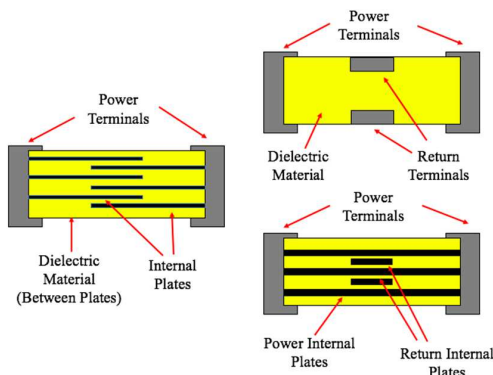 Power
Terminals
Dielectric
Material
(Between Plates)
Internal
Plates
Power
Terminals
Dielectric
Material
Return
Terminals
Power
Terminals
Power Internal
Plates
Return Internal
Plates